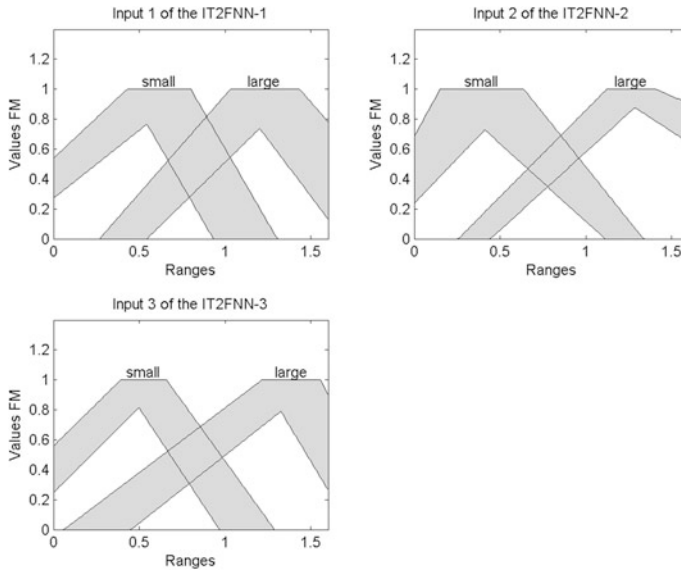 Input 1 of the IT2FNN-1
1.2
1
0.8
0.6
0.4
0.2
0
Values FM
small
large
0
0.5
1
1.5
Ranges
Input 2 of the IT2FNN-2
1.2
1
0.8
0.6
0.4
0.2
0
Values FM
small
large
0
0.5
1
1.5
Ranges
Input 3 of the IT2FNN-3
1.2
1
0.8
0.6
0.4
0.2
0
Values FM
small
large
0
0.5
1
1.5
Ranges